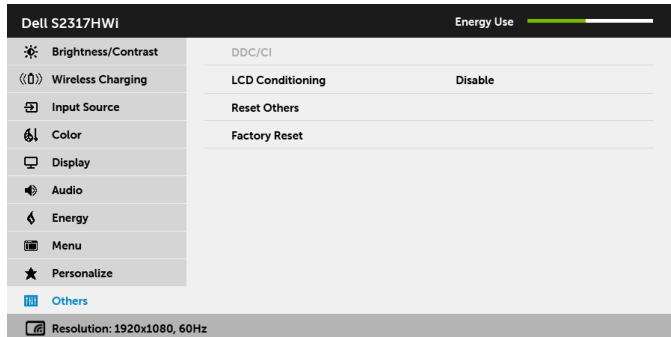 Dell S2317HWi Energy Use
Brightness/Contrast DDC/CI
Wireless Charging LCD Conditioning Disable
Input Source Reset Others
Color Factory Reset
Display
Audio
Energy
Menu
Personalize
Others
Resolution: 1920x1080, 60Hz